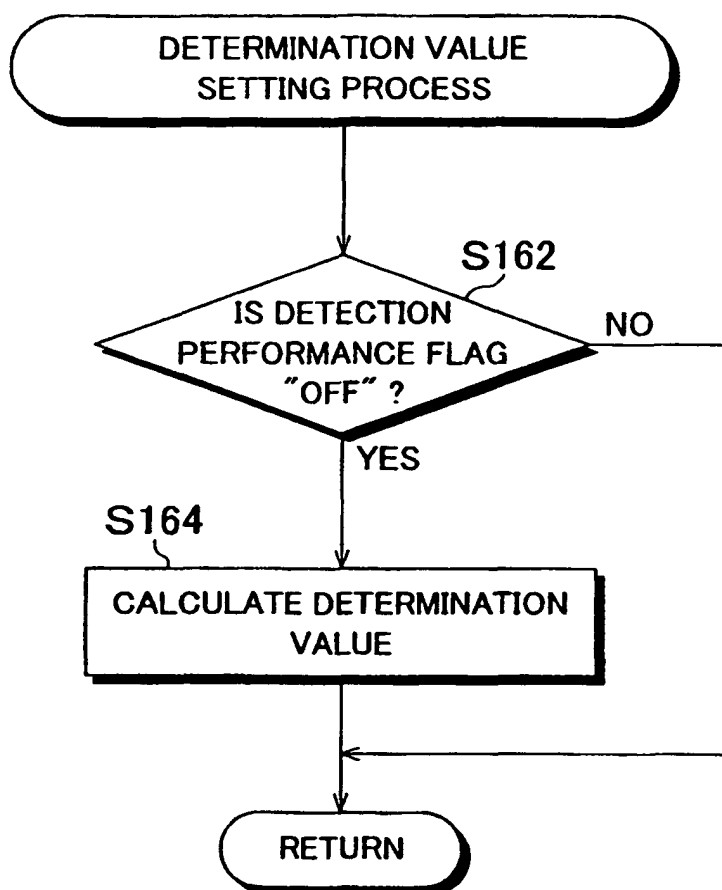 DETERMINATION VALUE
SETTING PROCESS
S162
IS DETECTION
PERFORMANCE FLAG
"OFF" ?
NO
YES
S164
CALCULATE DETERMINATION
VALUE
RETURN